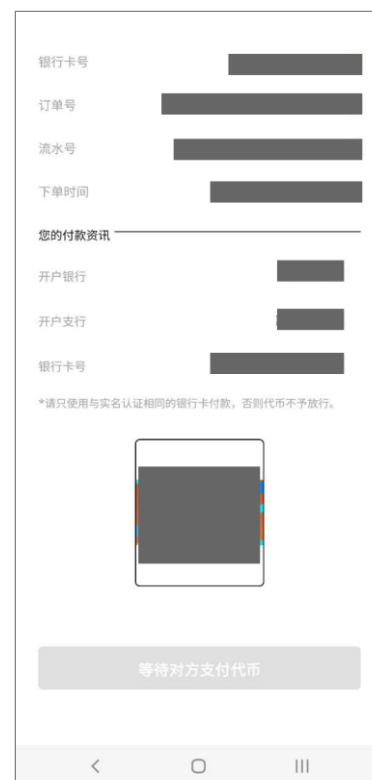 银行卡号
订单号
流水号
下单时间
您的付款资讯
开户银行
开户支行
银行卡号
*请只使用与实名认证相同的银行卡付款，否则代币不予放行。
等待对方支付代币